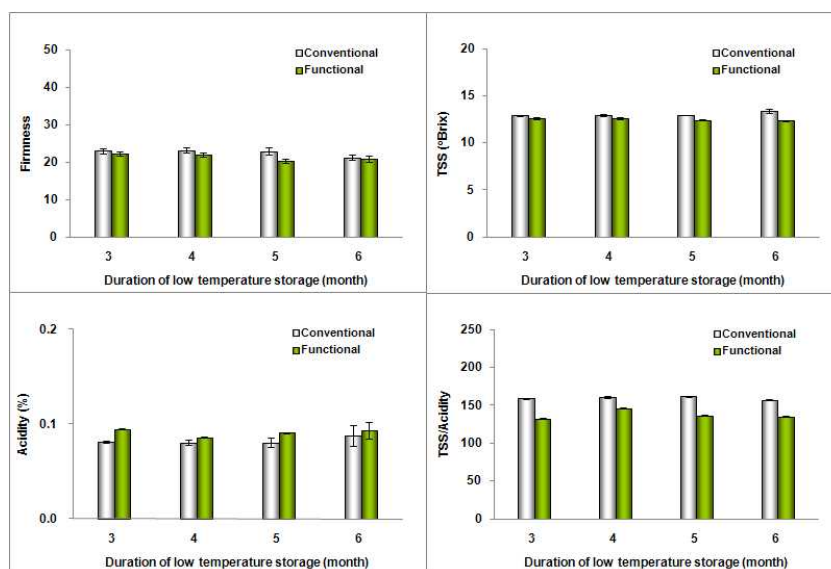 50
40
30
20
10
0
Firmness
Conventional
Functional
3 4 5 6
Duration of low temperature storage (month)
20
15
10
5
0
TSS (°Brix)
Conventional
Functional
3 4 5 6
Duration of low temperature storage (month)
0.2
0.1
0.0
Acidity (%)
Conventional
Functional
3 4 5 6
Duration of low temperature storage (month)
250
200
150
100
50
0
TSS/Acidity
Conventional
Functional
3 4 5 6
Duration of low temperature storage (month)